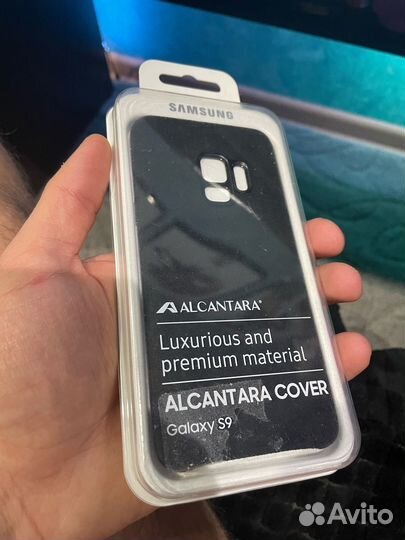 SAMSUNG
ALCANTARA®
Luxurious and
premium material
ALCANTARA COVER
Galaxy S9
Avito